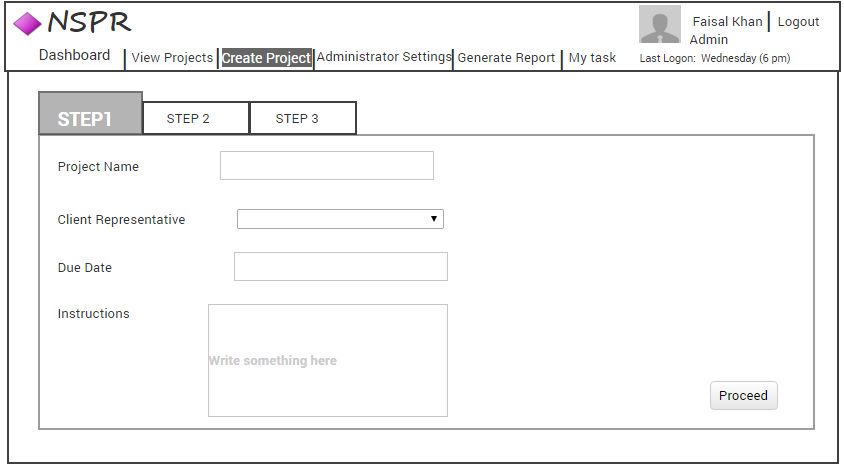 NSPR
Faisal Khan Logout
Admin
Dashboard View Projects Create Project Administrator Settings Generate Report My task
Last Logon: Wednesday (6 pm)
STEP1 STEP 2 STEP 3
Project Name
Client Representative
Due Date
Instructions
Write something here
Proceed